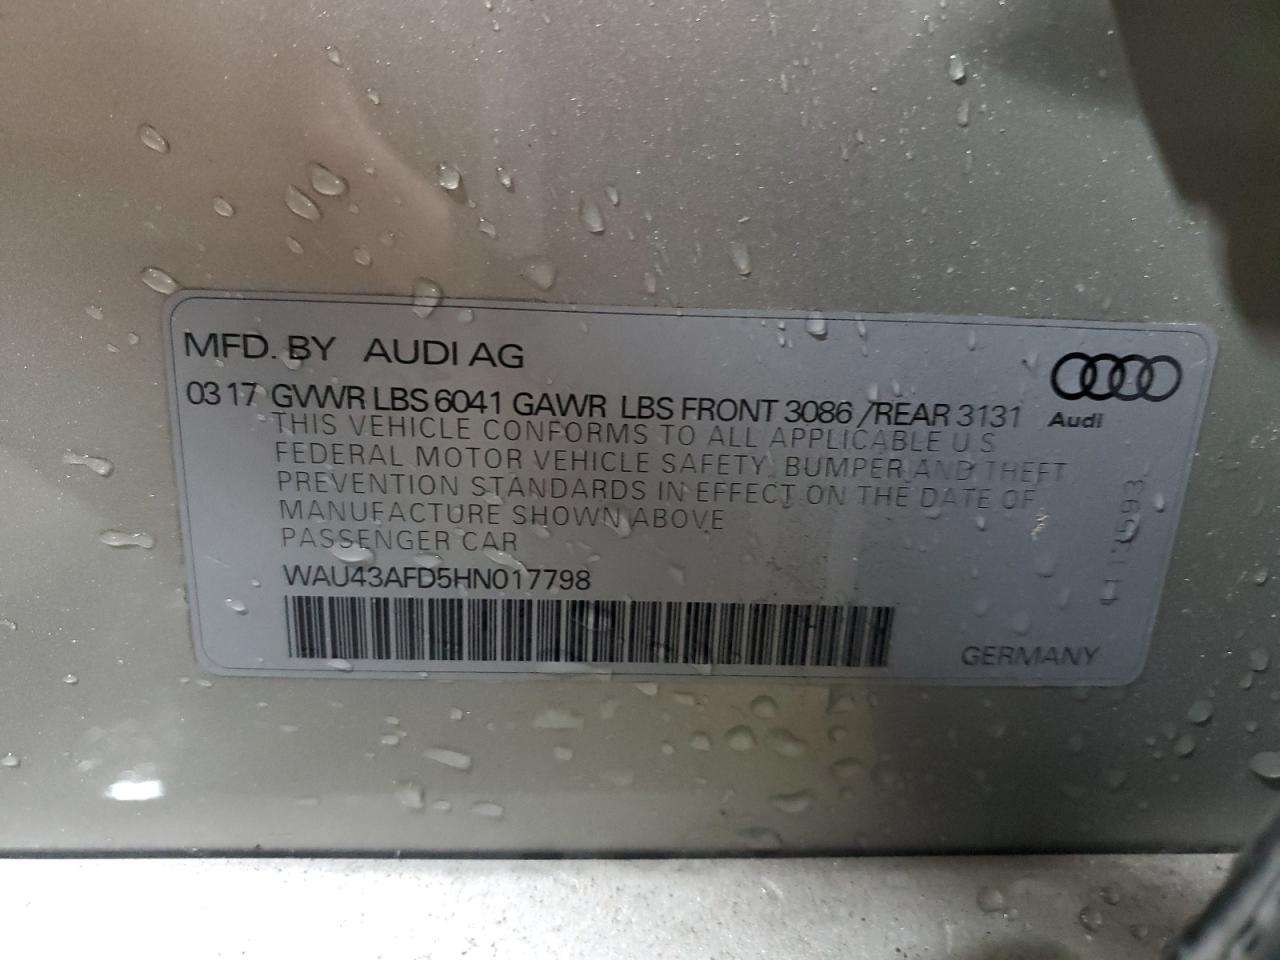 MFD. BY AUDI AG
03 17 GVWR LBS 6041 GAWR LBS FRONT 3086 /REAR 3131
Audi
THIS VEHICLE CONFORMS TO ALL APPLICABLE U S
FEDERAL MOTOR VEHICLE SAFETY, BUMPER AND THEFT
PREVENTION STANDARDS IN EFFECT ON THE DATE OF
MANUFACTURE SHOWN ABOVE
PASSENGER CAR
WAU43AFD5HN017798
GERMANY